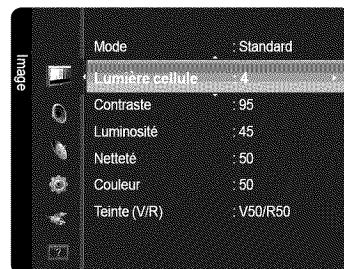 Image
Mode : Standard
Lumière cellule : 4
Contraste : 95
Luminosité : 45
Netteté : 50
Couleur : 50
Teinte (V/R) : V50/R50
?